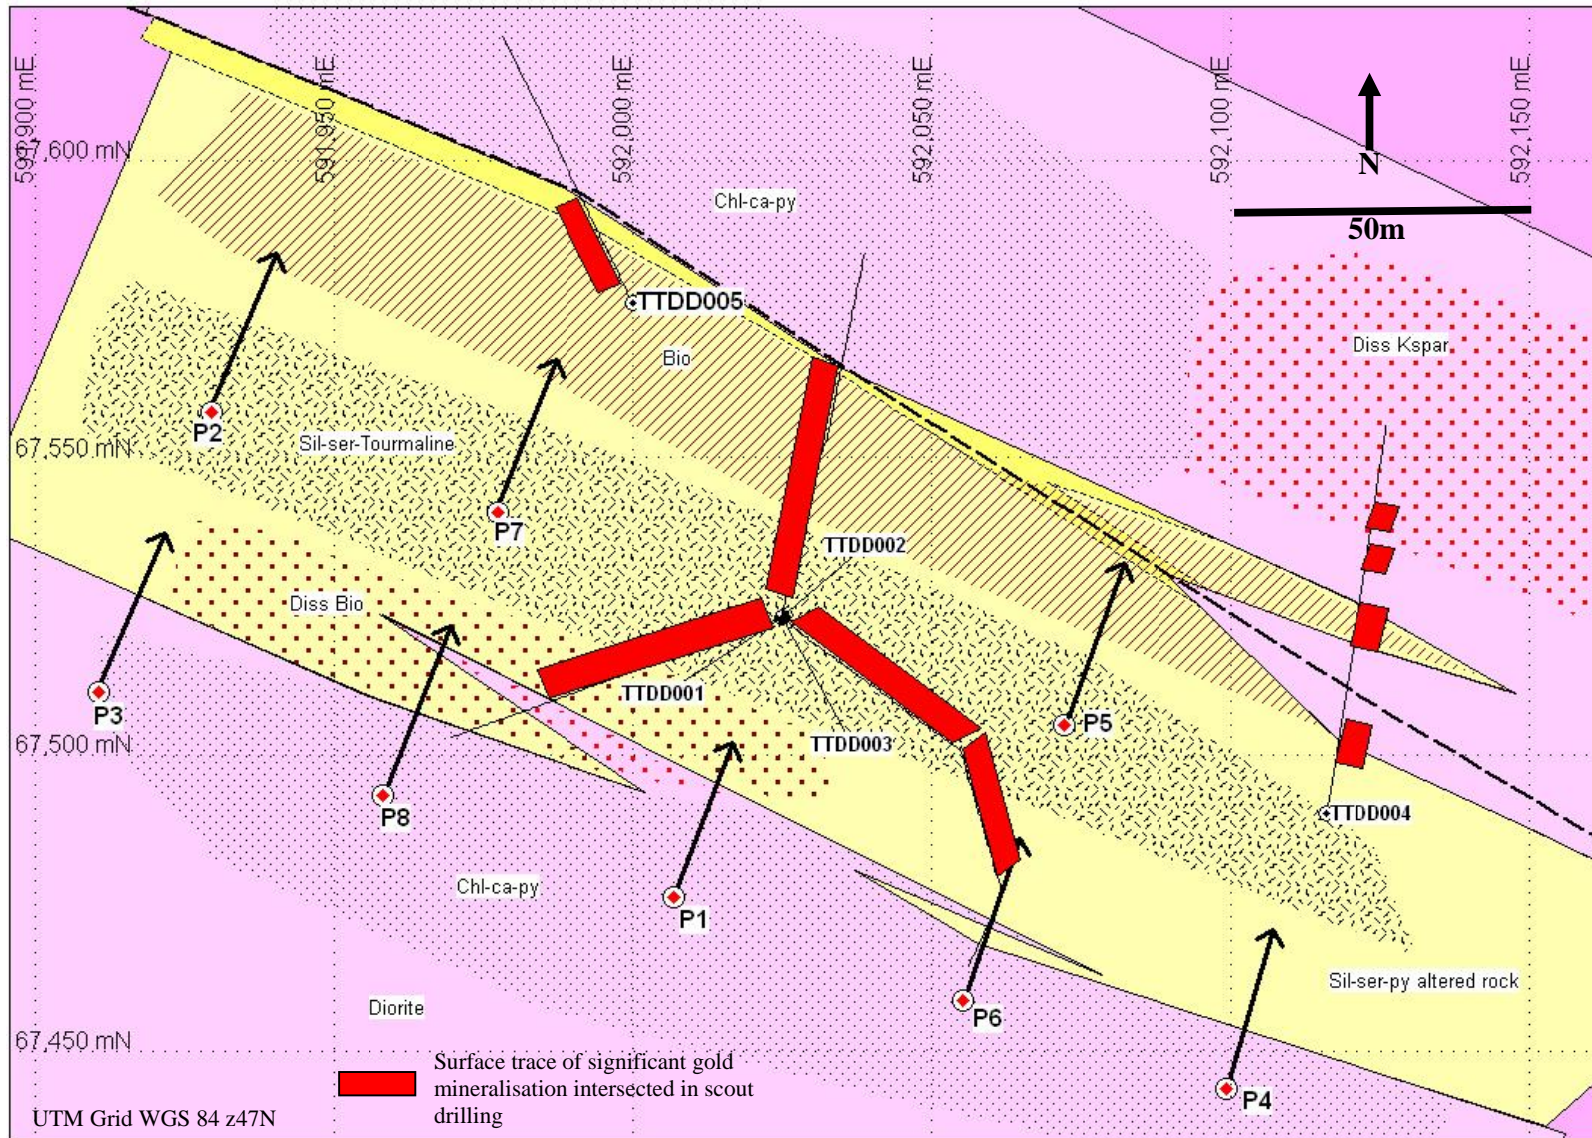 591,900 mE
591,950 mE
592,000 mE
592,050 mE
592,100 mE
592,150 mE
67,600 mN
N
Chl-ca-py
50m
TTDD005
Diss Kspar
Bio
P2
Sil-ser-Tourmaline
67,550 mN
P7
TTDD002
Diss Bio
TTDD001
P3
P5
TTDD003
67,500 mN
P8
TTDD004
Chl-ca-py
P1
Sil-ser-py altered rock
Diorite
P6
67,450 mN
Surface trace of significant gold
mineralisation intersected in scout
drilling
P4
UTM Grid WGS 84 z47N